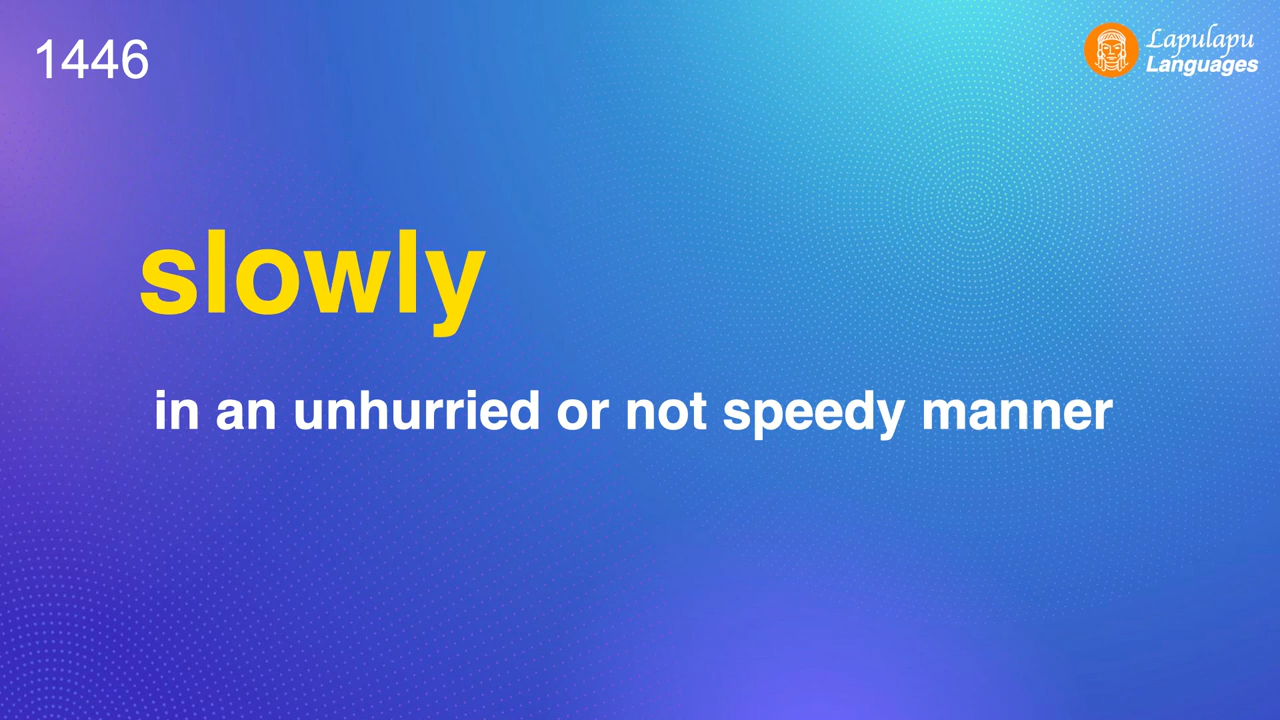 1446
Lapulapu
Languages
slowly
in an unhurried or not speedy manner